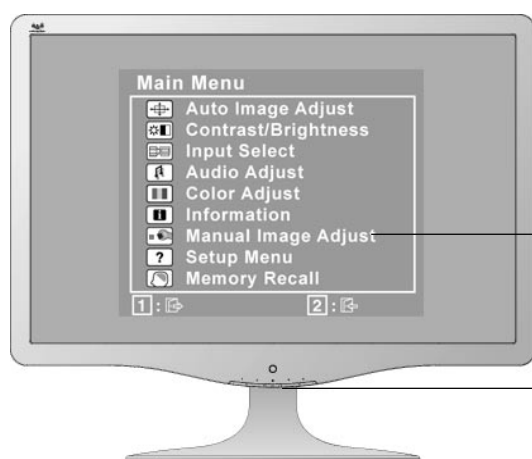 Main Menu
Auto Image Adjust
Contrast/Brightness
Input Select
Audio Adjust
Color Adjust
Information
Manual Image Adjust
? Setup Menu
Memory Recall
1 : 2 :